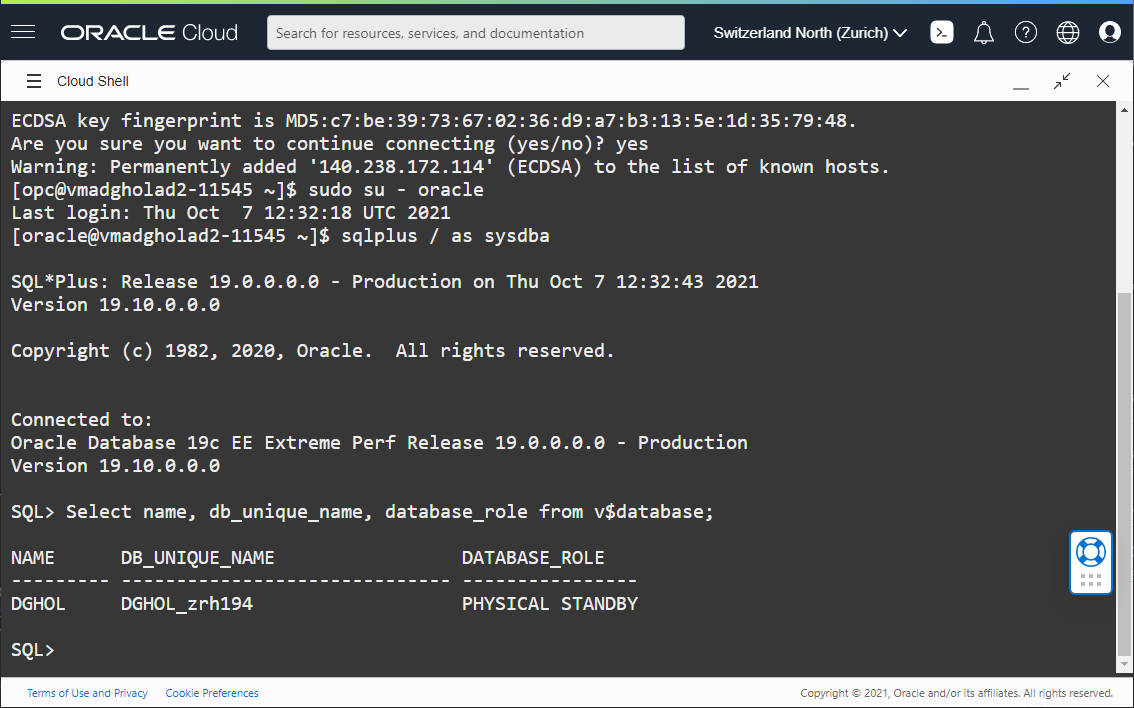 ORACLE Cloud
Search for resources, services, and documentation
Switzerland North (Zurich)
Cloud Shell
ECDSA key fingerprint is MD5:c7:be:39:73:67:02:36:d9:a7:b3:13:5e:1d:35:79:48.
Are you sure you want to continue connecting (yes/no)? yes
Warning: Permanently added '140.238.172.114' (ECDSA) to the list of known hosts.
[opc@vmadgholad2-11545 ~]$ sudo su - oracle
Last login: Thu Oct  7 12:32:18 UTC 2021
[oracle@vmadgholad2-11545 ~]$ sqlplus / as sysdba
SQL*Plus: Release 19.0.0.0.0 - Production on Thu Oct 7 12:32:43 2021
Version 19.10.0.0.0
Copyright (c) 1982, 2020, Oracle.  All rights reserved.
Connected to:
Oracle Database 19c EE Extreme Perf Release 19.0.0.0.0 - Production
Version 19.10.0.0.0
SQL> Select name, db_unique_name, database_role from v$database;
NAME      DB_UNIQUE_NAME                 DATABASE_ROLE
--------- ------------------------------ ----------------
DGHOL     DGHOL_zrh194                   PHYSICAL STANDBY
SQL>
Terms of Use and Privacy    Cookie Preferences    Copyright © 2021, Oracle and/or its affiliates. All rights reserved.